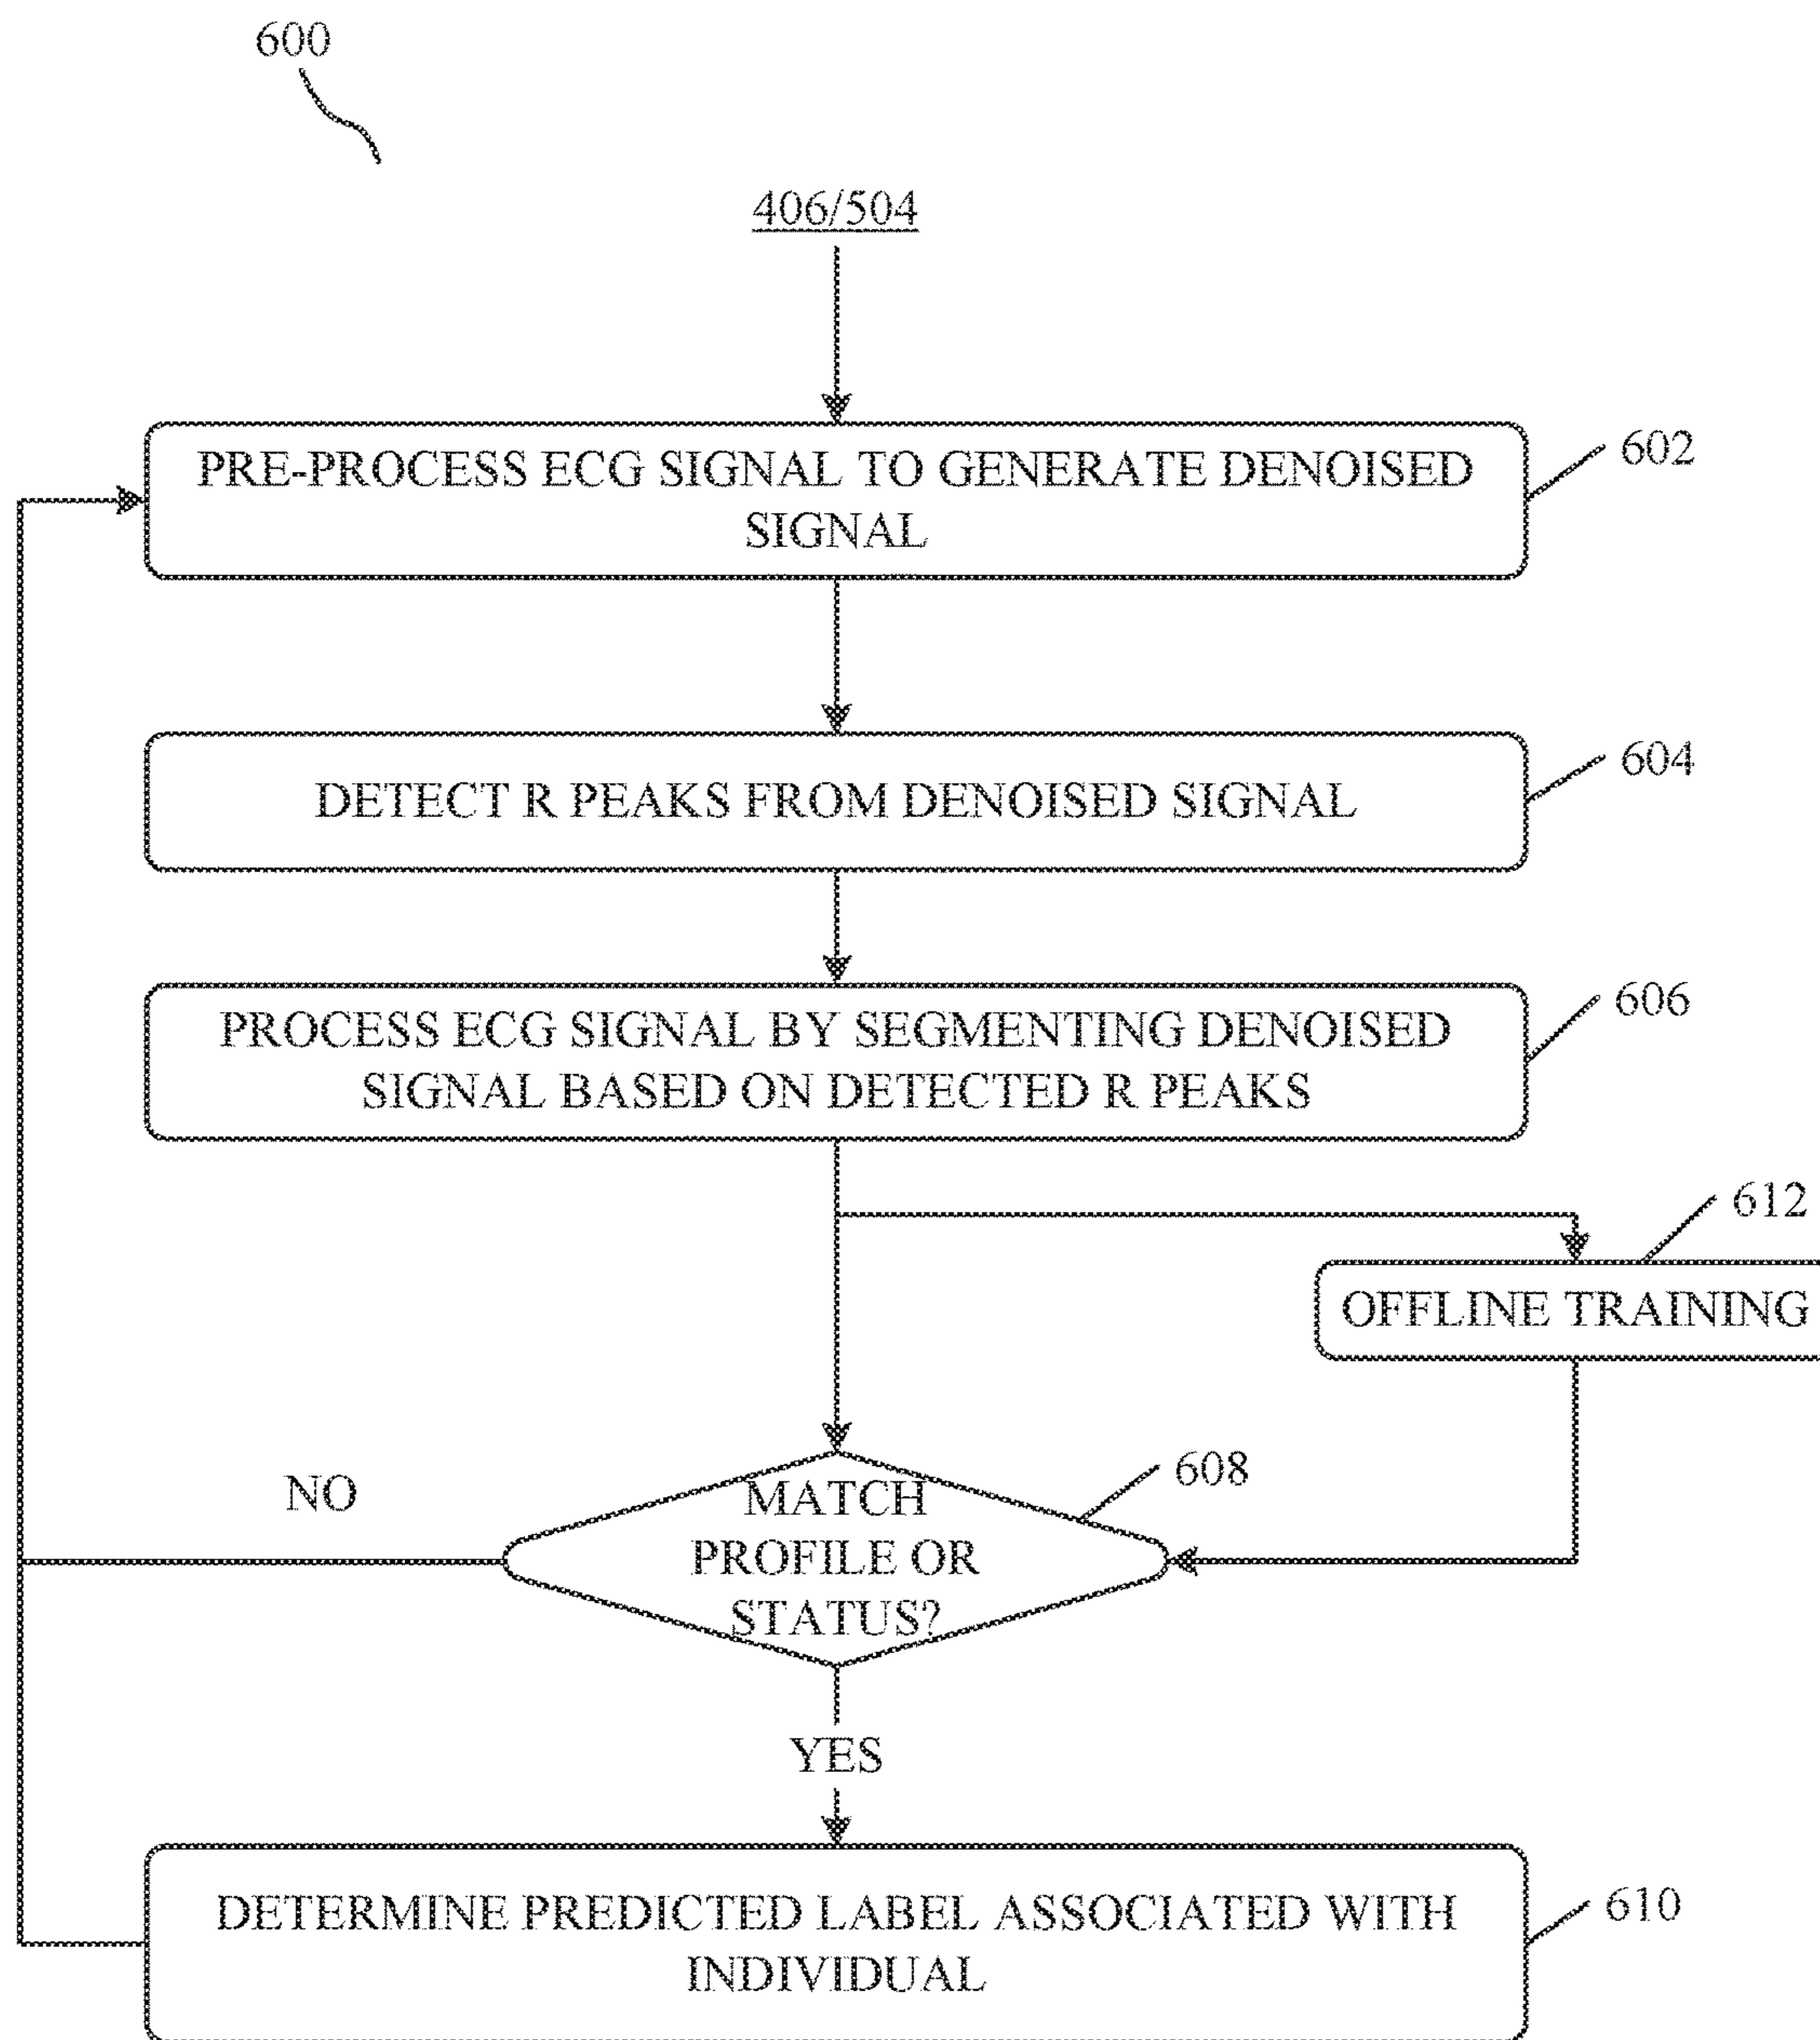 600
406/504
PRE-PROCESS ECG SIGNAL TO GENERATE DENOISED
SIGNAL
602
DETECT R PEAKS FROM DENOISED SIGNAL
604
PROCESS ECG SIGNAL BY SEGMENTING DENOISED
SIGNAL BASED ON DETECTED R PEAKS
606
612
OFFLINE TRAINING
NO
MATCH
PROFILE OR
STATUS?
608
YES
DETERMINE PREDICTED LABEL ASSOCIATED WITH
INDIVIDUAL
610